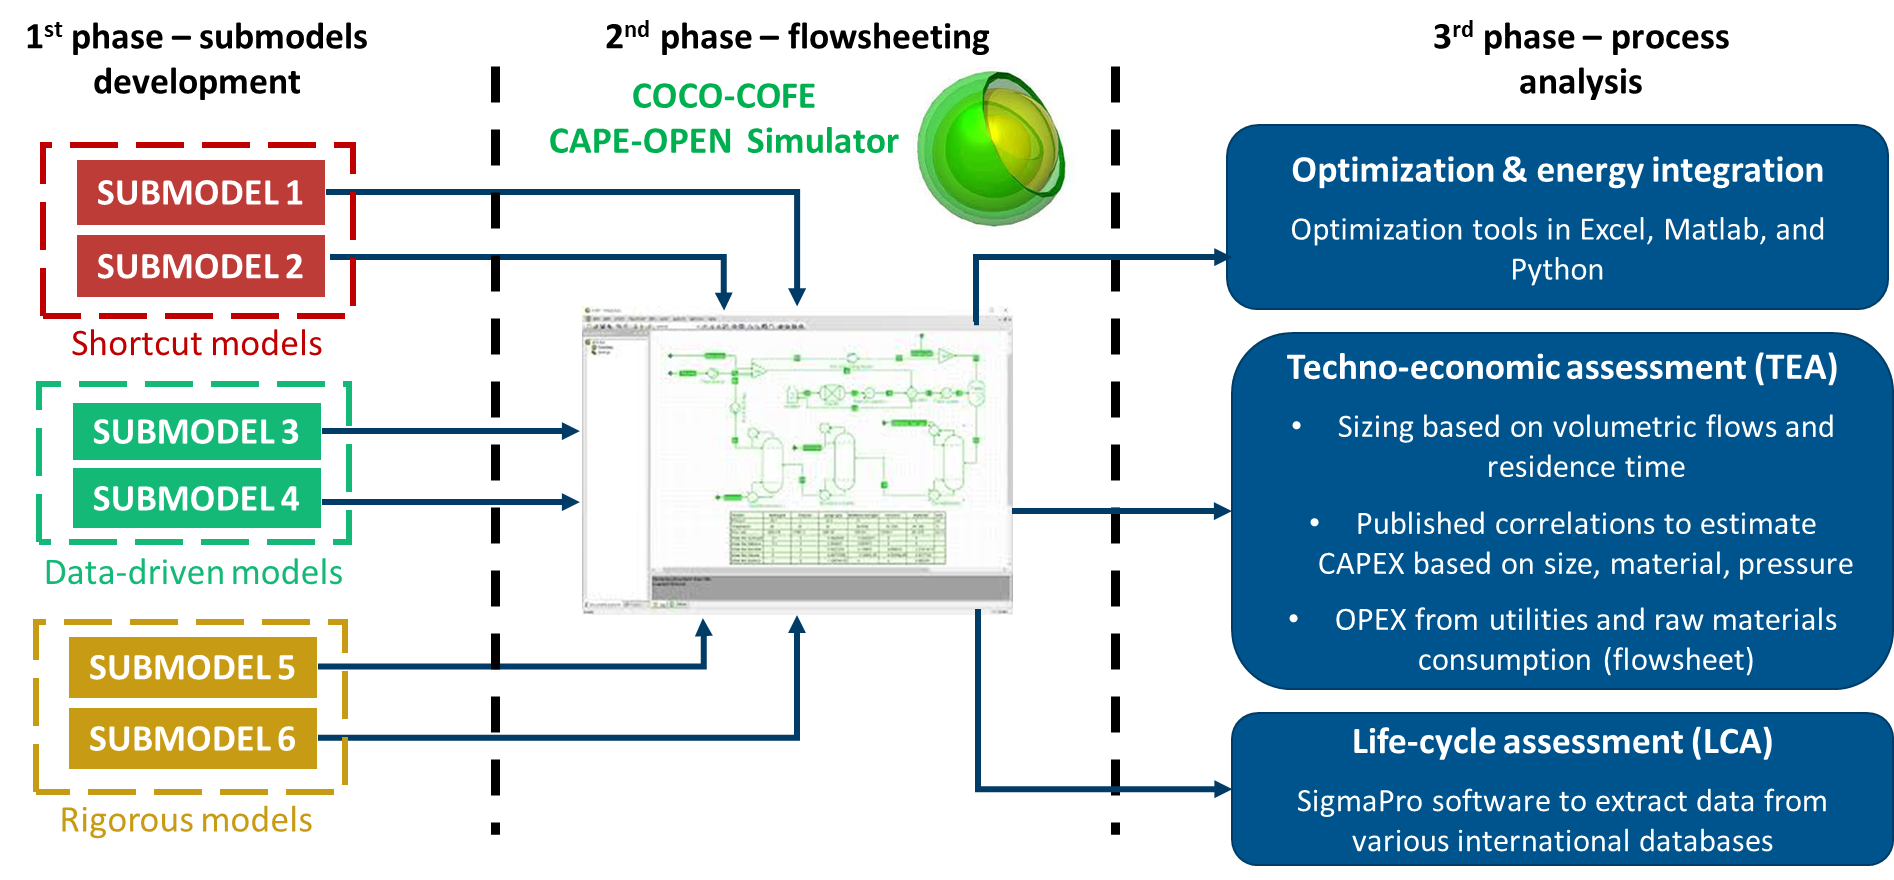 1st phase – submodels
development
SUBMODEL 1
SUBMODEL 2
Shortcut models
SUBMODEL 3
SUBMODEL 4
Data-driven models
SUBMODEL 5
SUBMODEL 6
Rigorous models
2nd phase – flowsheeting
COCO-COFE
CAPE-OPEN Simulator
3rd phase – process
analysis
Optimization & energy integration
Optimization tools in Excel, Matlab, and
Python
Techno-economic assessment (TEA)
• Sizing based on volumetric flows and
residence time
• Published correlations to estimate
CAPEX based on size, material, pressure
• OPEX from utilities and raw materials
consumption (flowsheet)
Life-cycle assessment (LCA)
SigmaPro software to extract data from
various international databases